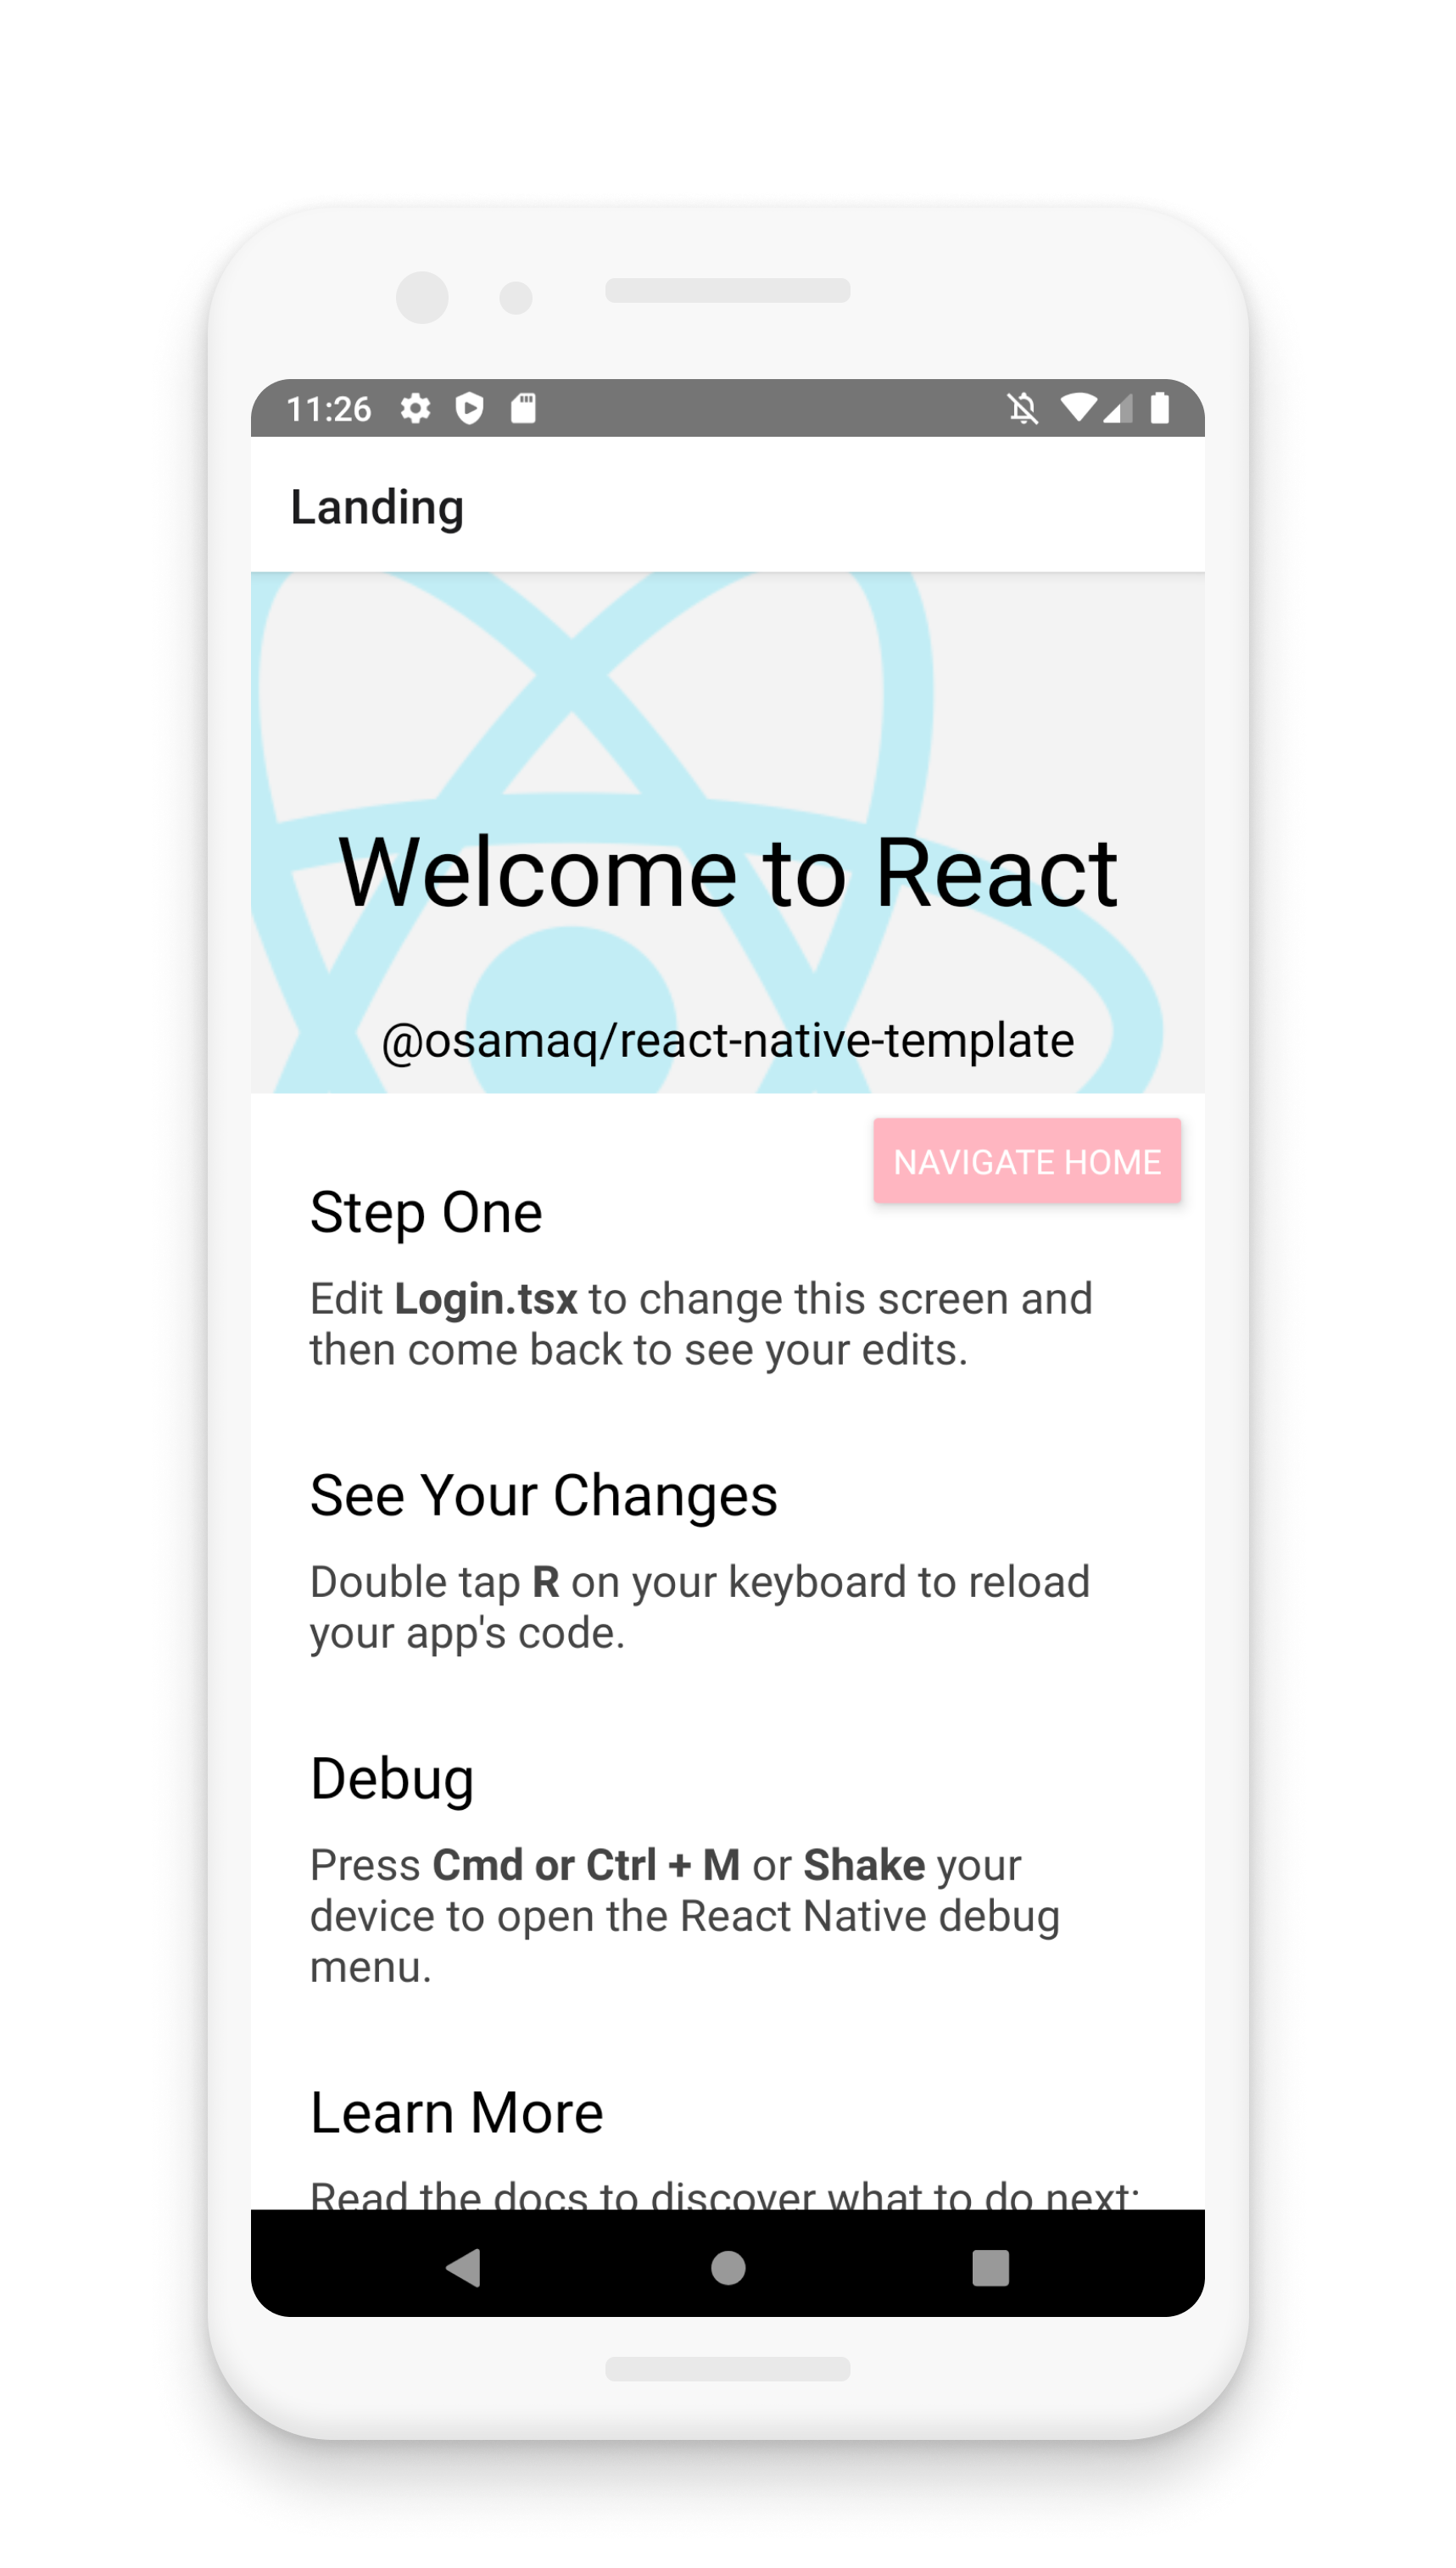 11:26
Landing
Welcome to React
@osamaq/react-native-template
NAVIGATE HOME
Step One
Edit Login.tsx to change this screen and
then come back to see your edits.
See Your Changes
Double tap R on your keyboard to reload
your app's code.
Debug
Press Cmd or Ctrl + M or Shake your
device to open the React Native debug
menu.
Learn More
Read the docs to discover what to do next: